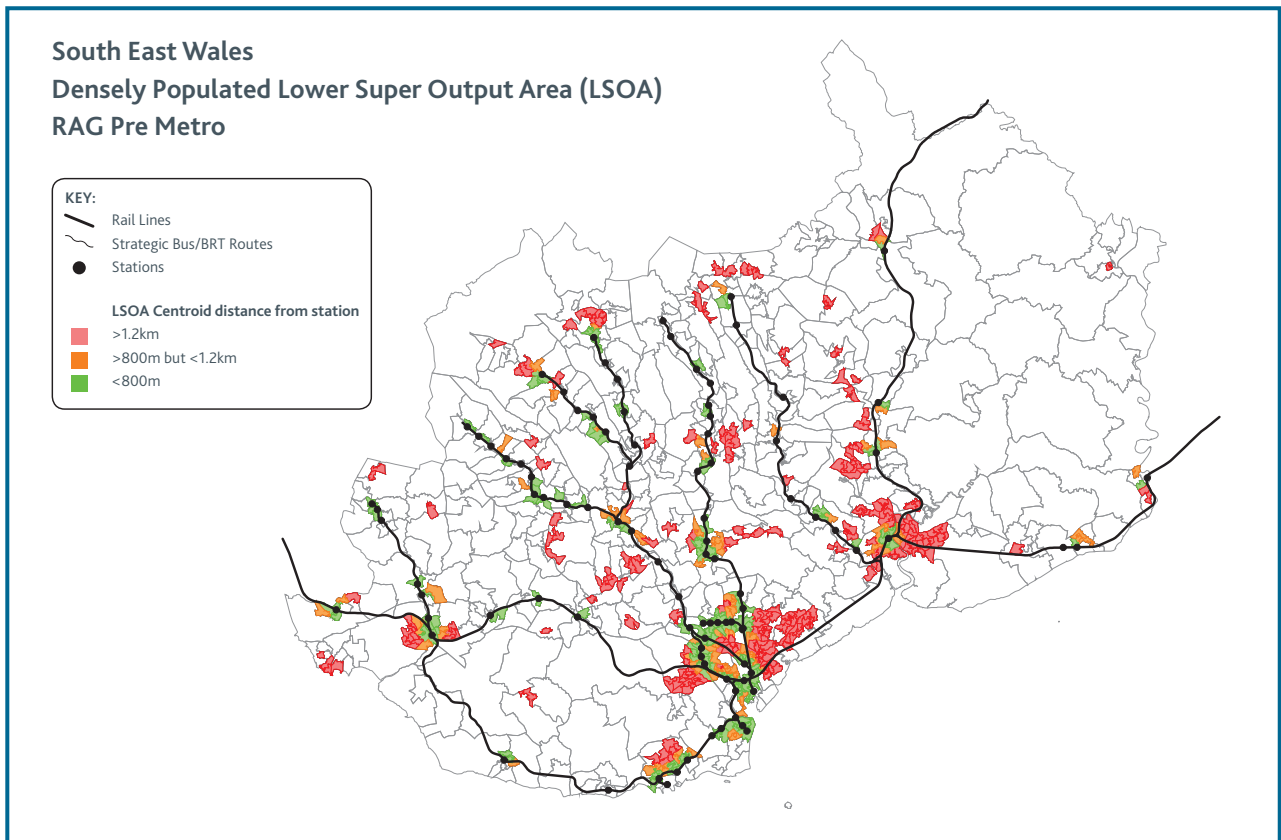 South East Wales
Densely Populated Lower Super Output Area (LSOA)
RAG Pre Metro
KEY:
Rail Lines
Strategic Bus/BRT Routes
Stations
LSOA Centroid distance from station
>1.2km
>800m but <1.2km
<800m